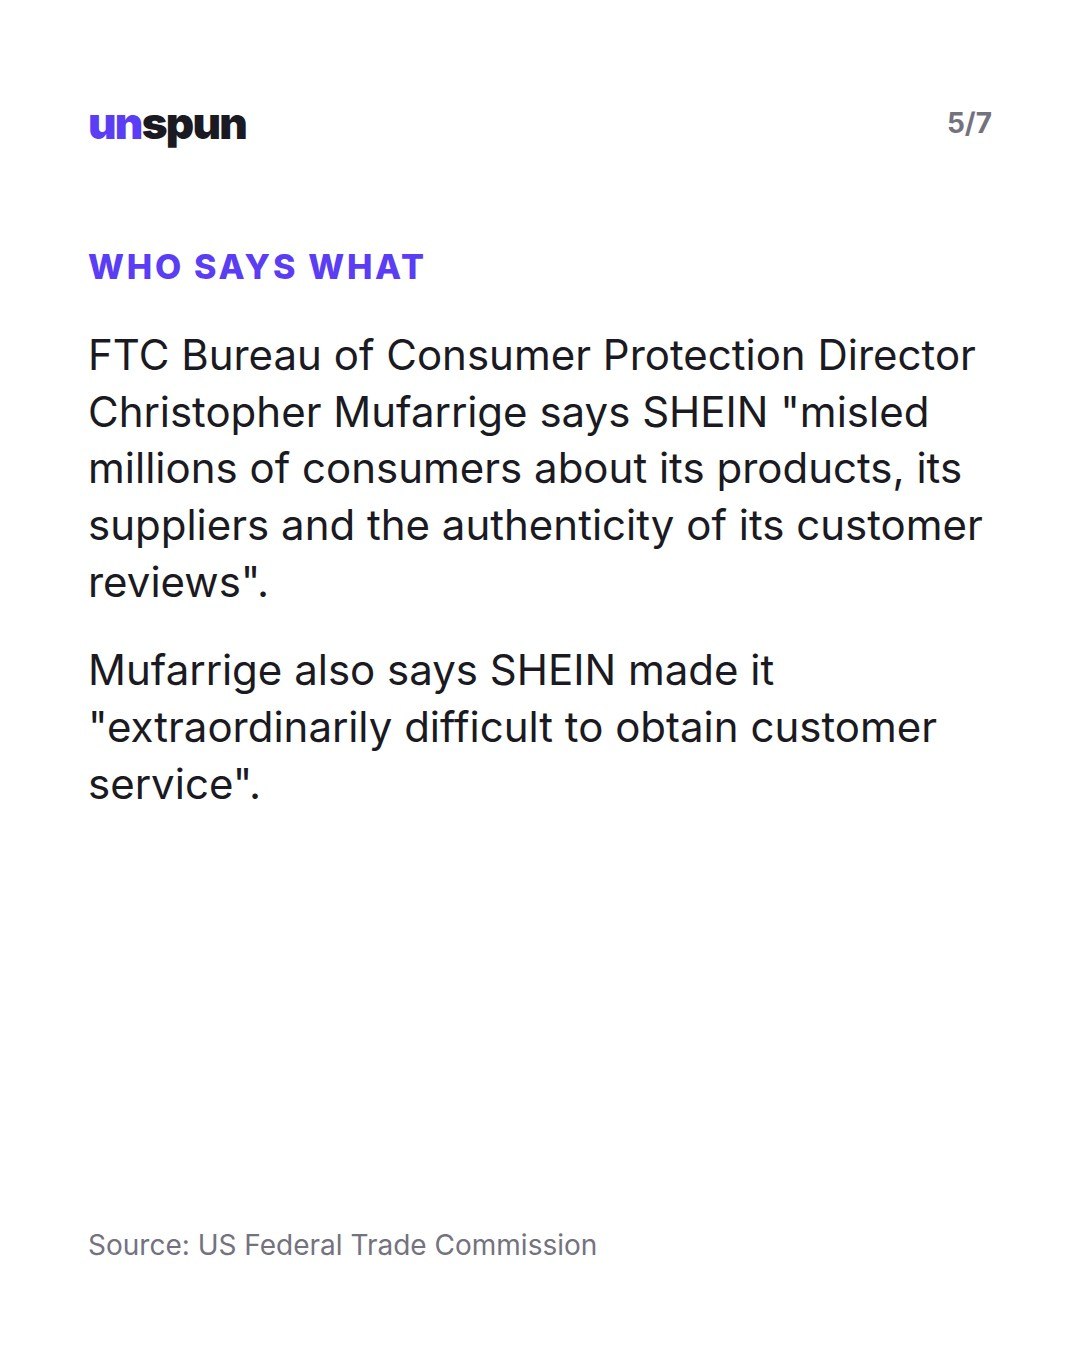 unspun
5/7
WHO SAYS WHAT
FTC Bureau of Consumer Protection Director
Christopher Mufarrige says SHEIN "misled
millions of consumers about its products, its
suppliers and the authenticity of its customer
reviews".
Mufarrige also says SHEIN made it
"extraordinarily difficult to obtain customer
service".
Source: US Federal Trade Commission